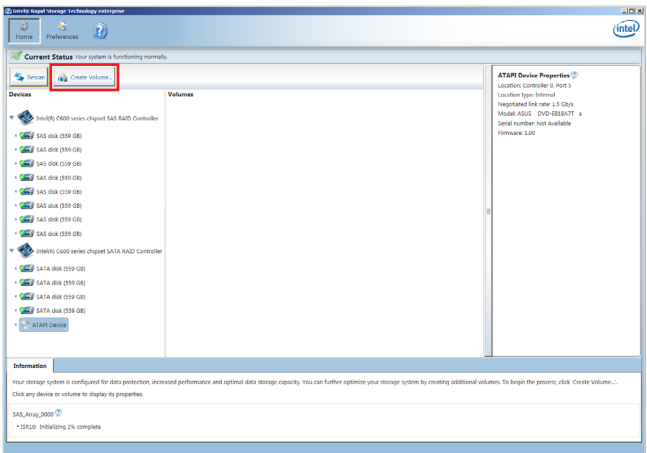 Intel® Rapid Storage Technology enterprise
Home
Preferences
intel
Current Status Your system is functioning normally.
Rescan
Create Volume...
Devices
Volumes
Intel(R) C600 series chipset SAS RAID Controller
SAS disk (559 GB)
SAS disk (559 GB)
SAS disk (559 GB)
SAS disk (559 GB)
SAS disk (559 GB)
SAS disk (559 GB)
SAS disk (559 GB)
SAS disk (559 GB)
Intel(R) C600 series chipset SATA RAID Controller
SATA disk (559 GB)
SATA disk (559 GB)
SATA disk (559 GB)
SATA disk (559 GB)
ATAPI Device
ATAPI Device Properties
Location: Controller 0, Port 5
Location type: Internal
Negotiated link rate: 1.5 Gb/s
Model: ASUS DVD-E818A7T a
Serial number: Not Available
Firmware: 1.00
Information
Your storage system is configured for data protection, increased performance and optimal data storage capacity. You can further optimize your storage system by creating additional volumes. To begin the process, click 'Create Volume...'.
Click any device or volume to display its properties.
SAS_Array_0000
• ISR10: Initializing 2% complete